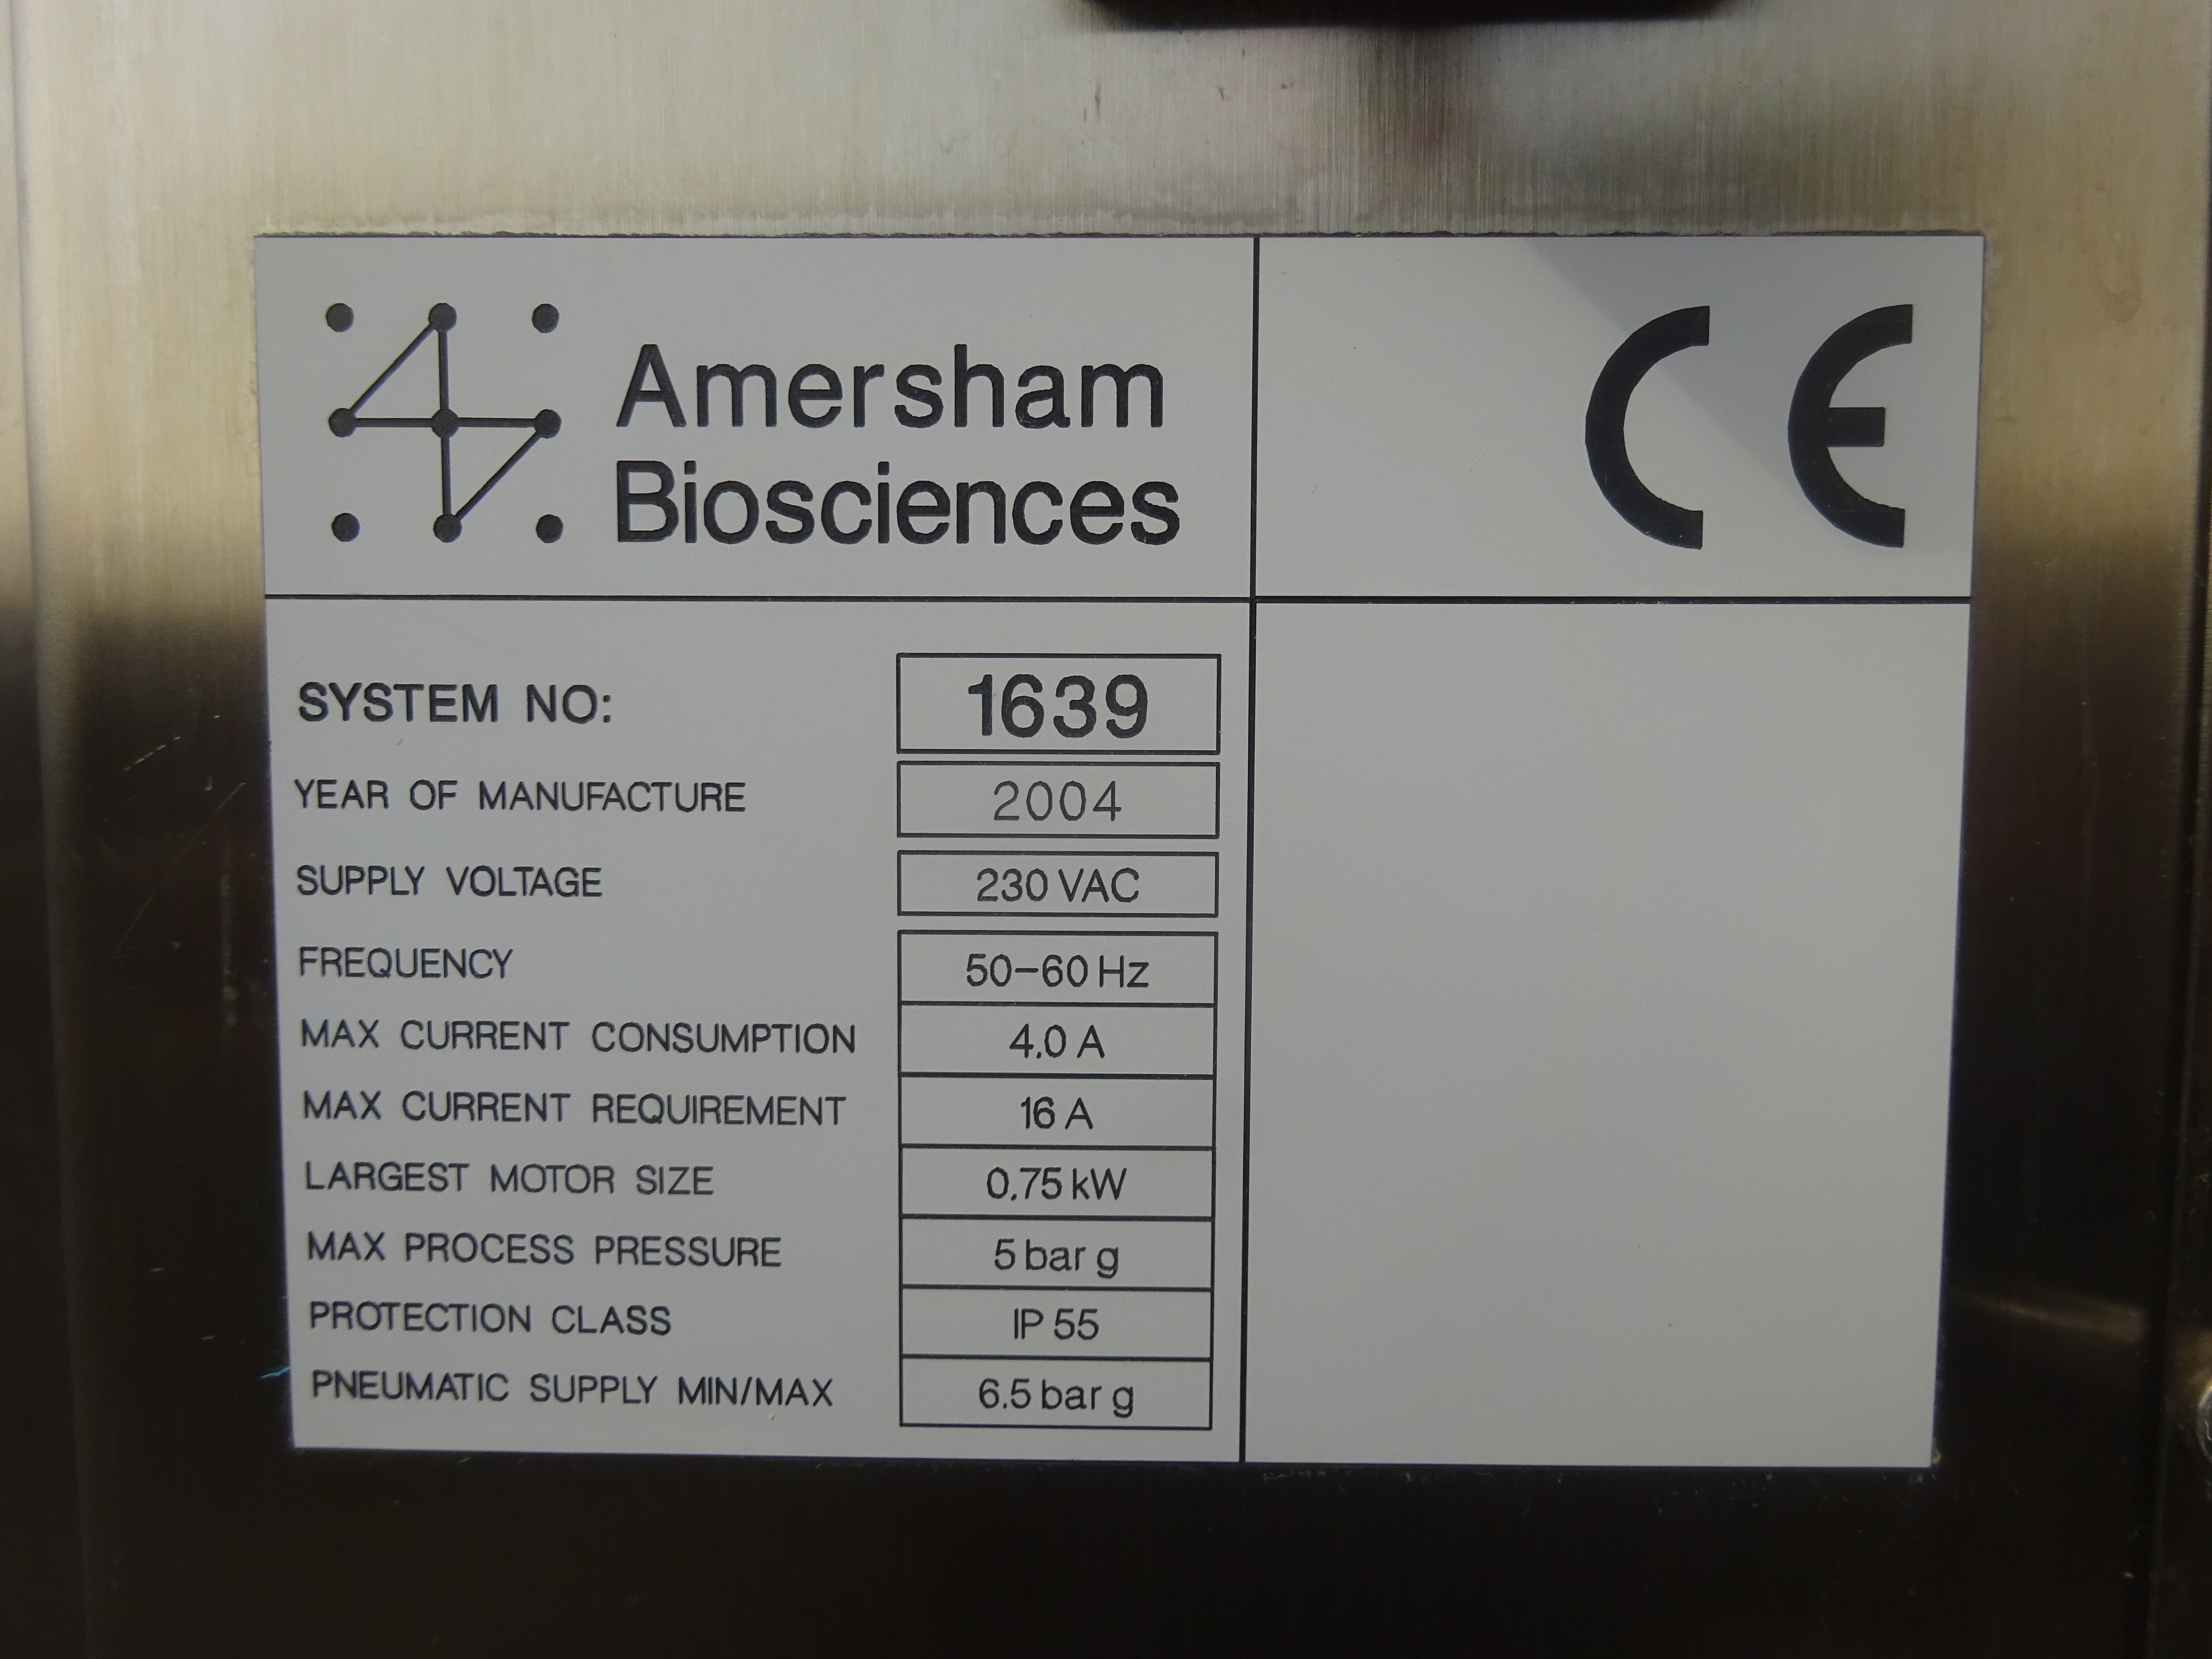 Amersham
Biosciences
CE
SYSTEM NO: 1639
YEAR OF MANUFACTURE 2004
SUPPLY VOLTAGE 230 VAC
FREQUENCY 50-60 Hz
MAX CURRENT CONSUMPTION 4.0 A
MAX CURRENT REQUIREMENT 16 A
LARGEST MOTOR SIZE 0.75 kW
MAX PROCESS PRESSURE 5 bar g
PROTECTION CLASS IP 55
PNEUMATIC SUPPLY MIN/MAX 6.5 bar g